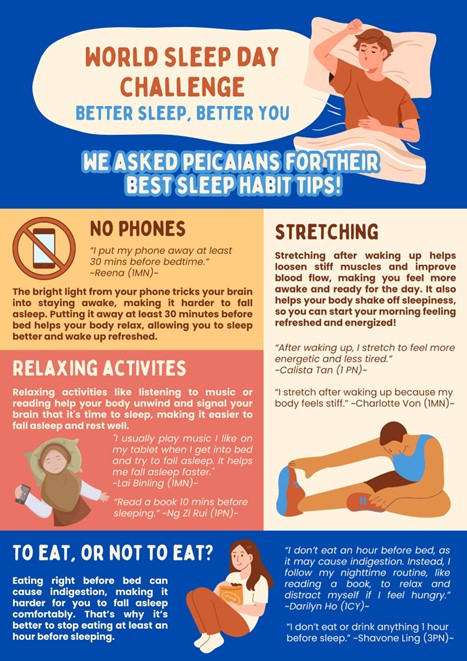 WORLD SLEEP DAY
CHALLENGE
BETTER SLEEP, BETTER YOU
WE ASKED PEICAIANS FOR THEIR
BEST SLEEP HABIT TIPS!
NO PHONES
"I put my phone away at least
30 mins before bedtime."
~Reena (1MN)~
The bright light from your phone tricks your brain
into staying awake, making it harder to fall
asleep. Putting it away at least 30 minutes before
bed helps your body relax, allowing you to sleep
better and wake up refreshed.
RELAXING ACTIVITES
Relaxing activities like listening to music or
reading help your body unwind and signal your
brain that it's time to sleep, making it easier to
fall asleep and rest well.
"I usually play music I like on
my tablet when I get into bed
and try to fall asleep. It helps
me fall asleep faster."
~Lai Binling (1MN)~
"Read a book 10 mins before
sleeping." ~Ng Zi Rui (1PN)~
STRETCHING
Stretching after waking up helps
loosen stiff muscles and improve
blood flow, making you feel more
awake and ready for the day. It also
helps your body shake off sleepiness,
so you can start your morning feeling
refreshed and energized!
"After waking up, I stretch to feel more
energetic and less tired."
~Calista Tan (1 PN)~
"I stretch after waking up because my
body feels stiff." ~Charlotte Von (1MN)~
TO EAT, OR NOT TO EAT?
Eating right before bed can
cause indigestion, making it
harder for you to fall asleep
comfortably. That's why it's
better to stop eating at least an
hour before sleeping.
"I don't eat an hour before bed, as
it may cause indigestion. Instead, I
follow my nighttime routine, like
reading a book, to relax and
distract myself if I feel hungry."
~Darilyn Ho (1CY)~
"I don't eat or drink anything 1 hour
before sleep." ~Shavone Ling (3PN)~